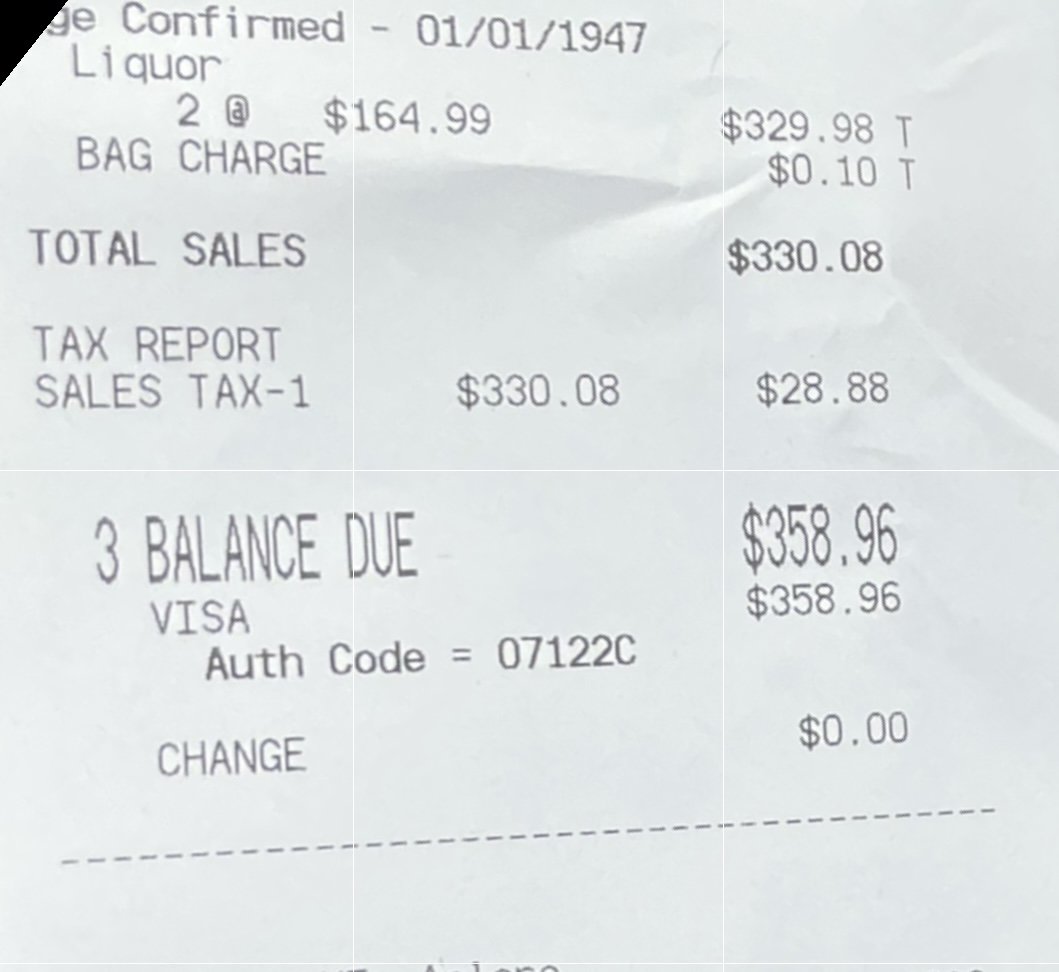 ge Confirmed - 01/01/1947
Liquor
2 @ $164.99 $329.98 T
BAG CHARGE $0.10 T
TOTAL SALES $330.08
TAX REPORT
SALES TAX-1 $330.08 $28.88
3 BALANCE DUE $358.96
VISA $358.96
Auth Code = 07122C
CHANGE $0.00